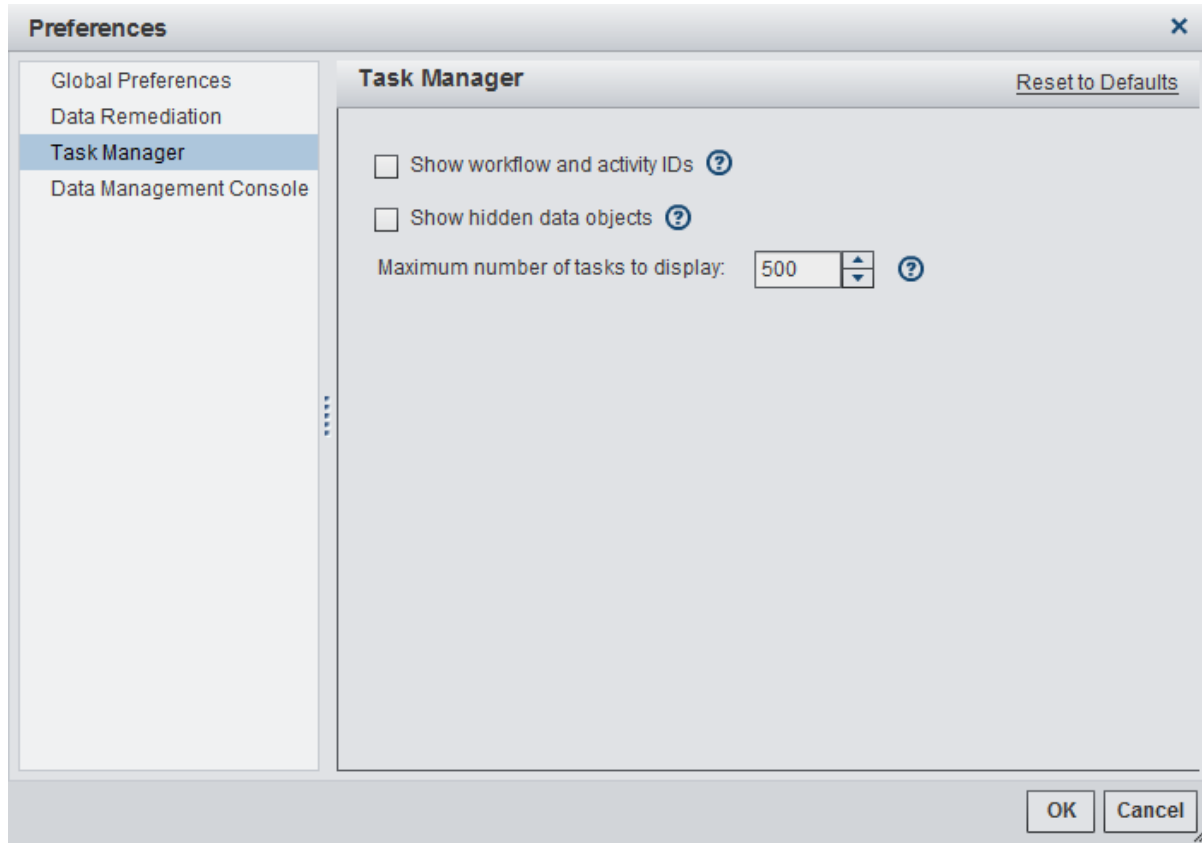 Preferences
Global Preferences
Data Remediation
Task Manager
Data Management Console
Task Manager
Reset to Defaults
Show workflow and activity IDs
Show hidden data objects
Maximum number of tasks to display: 500
OK
Cancel